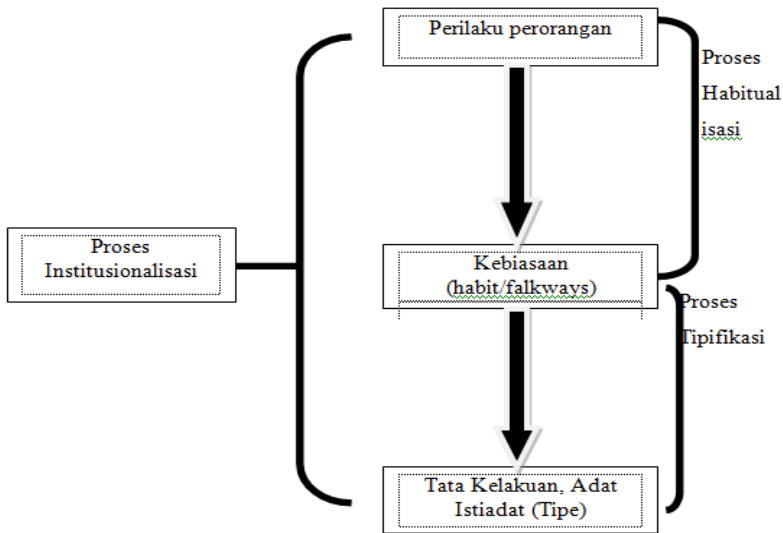 Perilaku perorangan
Proses
Habitual
isasi
Proses
Institusionalisasi
Kebiasaan
(habit/falkways)
Proses
Tipifikasi
Tata Kelakuan, Adat
Istiadat (Tipe)